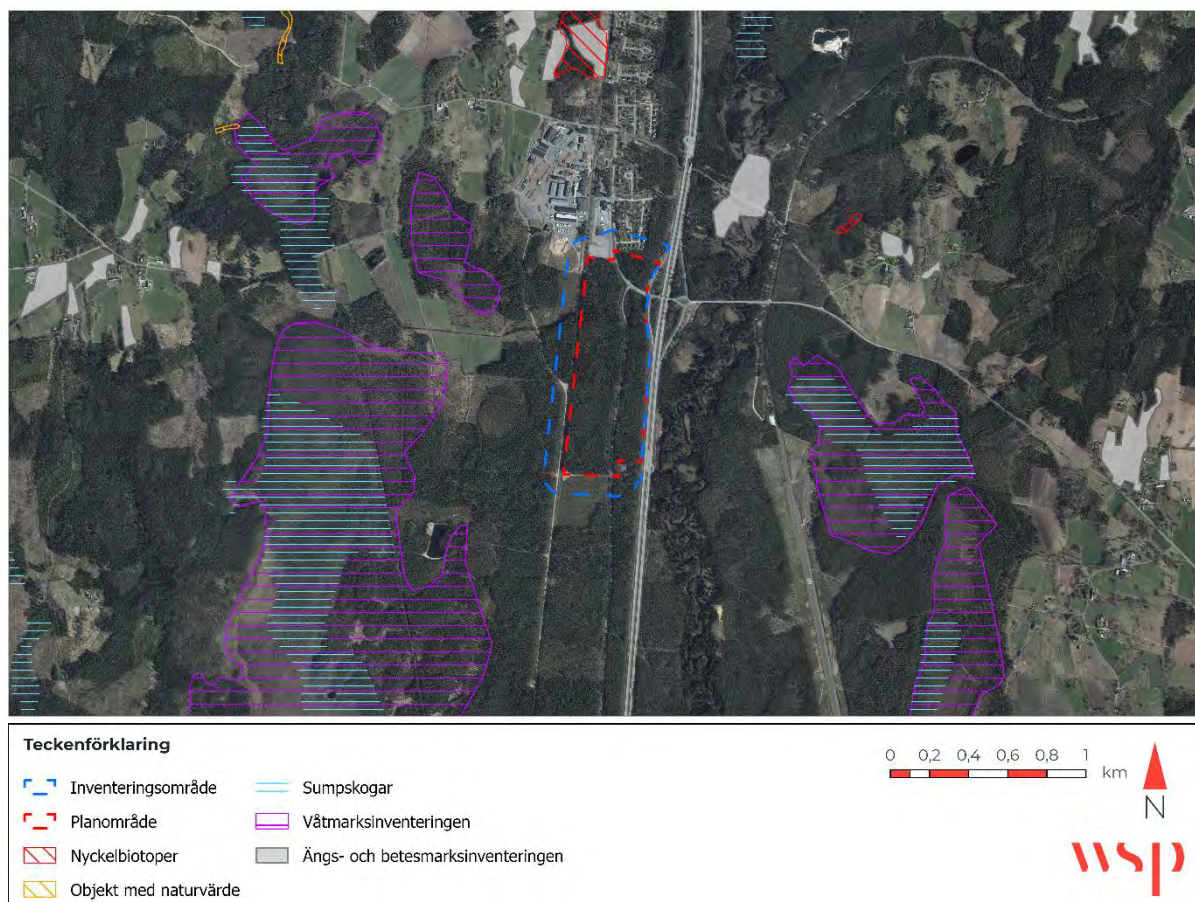 Teckenförklaring
Inventeringsområde
Planområde
Nyckelbiotoper
Objekt med naturvärde
Sumpskogar
Våtmarksinventeringen
Ängs- och betesmarksinventeringen
0 0,2 0,4 0,6 0,8 1
km
N
wsp